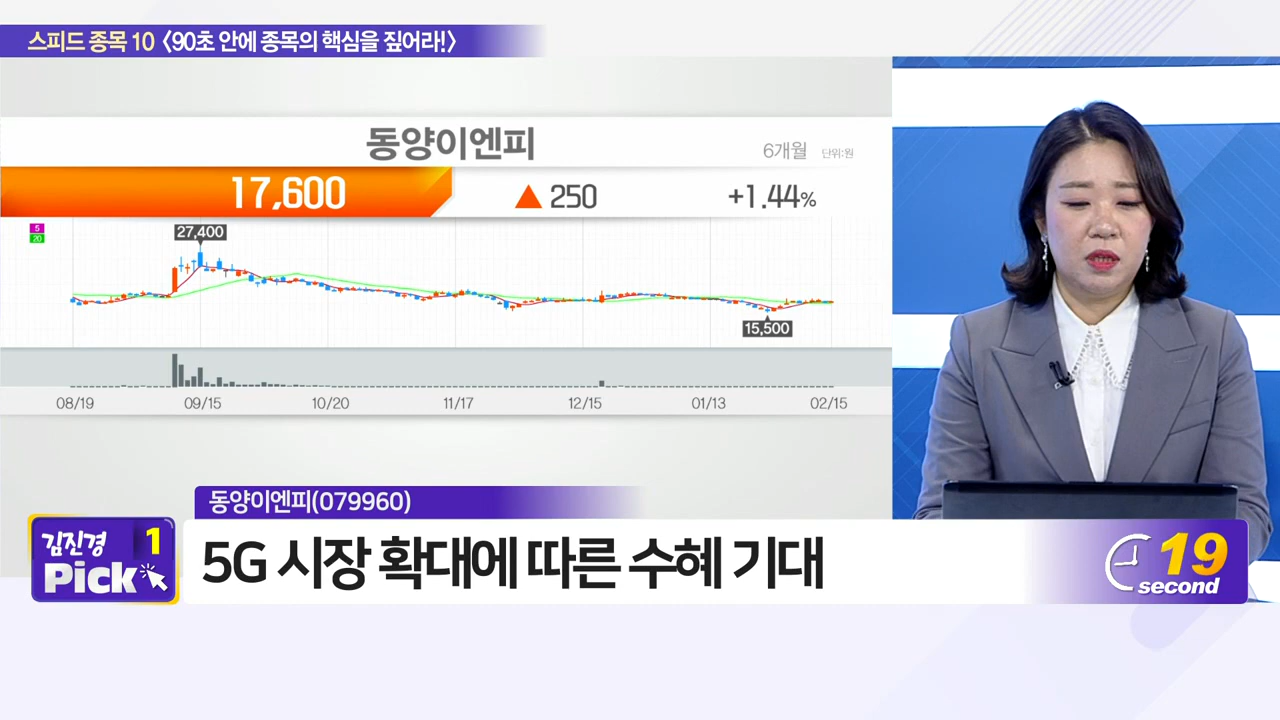 스피드 종목 10 <90초 안에 종목의 핵심을 짚어라!>
동양이엔피
6개월 단위:원
17,600 ▲ 250 +1.44%
5
20
27,400
15,500
08/19 09/15 10/20 11/17 12/15 01/13 02/15
동양이엔피(079960)
김진경 1
Pick
5G 시장 확대에 따른 수혜 기대
19
second